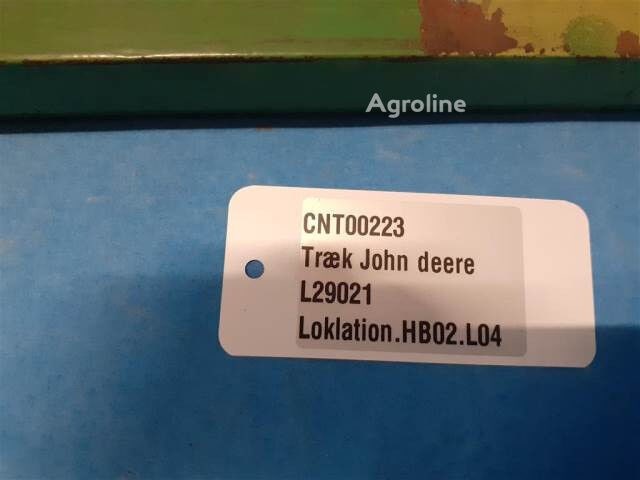 Agroline
CNT00223
Træk John deere
L29021
Loklation.HB02.L04